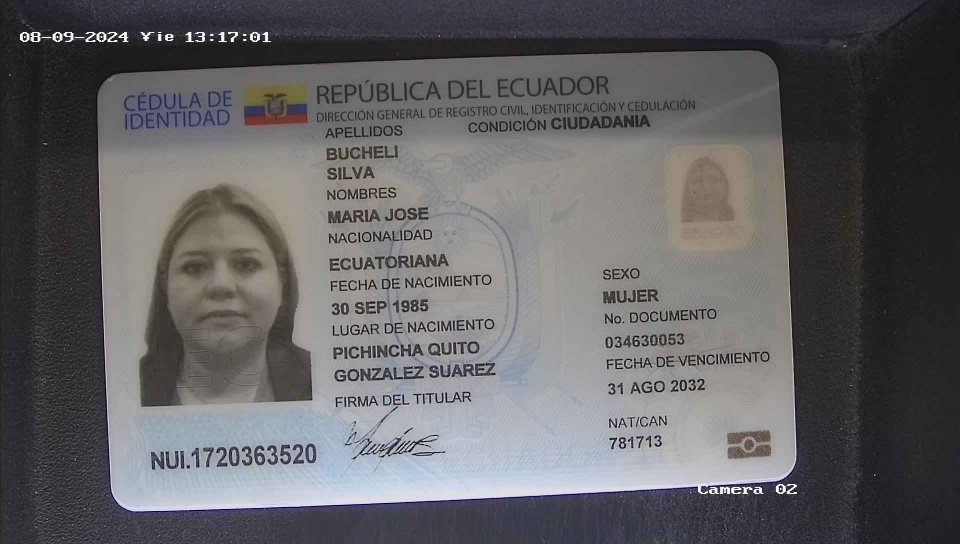 08-09-2024 Vie 13:17:01
CÉDULA DE
IDENTIDAD
REPÚBLICA DEL ECUADOR
DIRECCIÓN GENERAL DE REGISTRO CIVIL, IDENTIFICACIÓN Y CEDULACIÓN
APELLIDOS
CONDICIÓN CIUDADANIA
BUCHELI
SILVA
NOMBRES
MARIA JOSE
NACIONALIDAD
ECUATORIANA
FECHA DE NACIMIENTO
30 SEP 1985
LUGAR DE NACIMIENTO
PICHINCHA QUITO
GONZALEZ SUAREZ
FIRMA DEL TITULAR
SEXO
MUJER
No. DOCUMENTO
034630053
FECHA DE VENCIMIENTO
31 AGO 2032
NAT/CAN
781713
NUI.1720363520
Camera 02